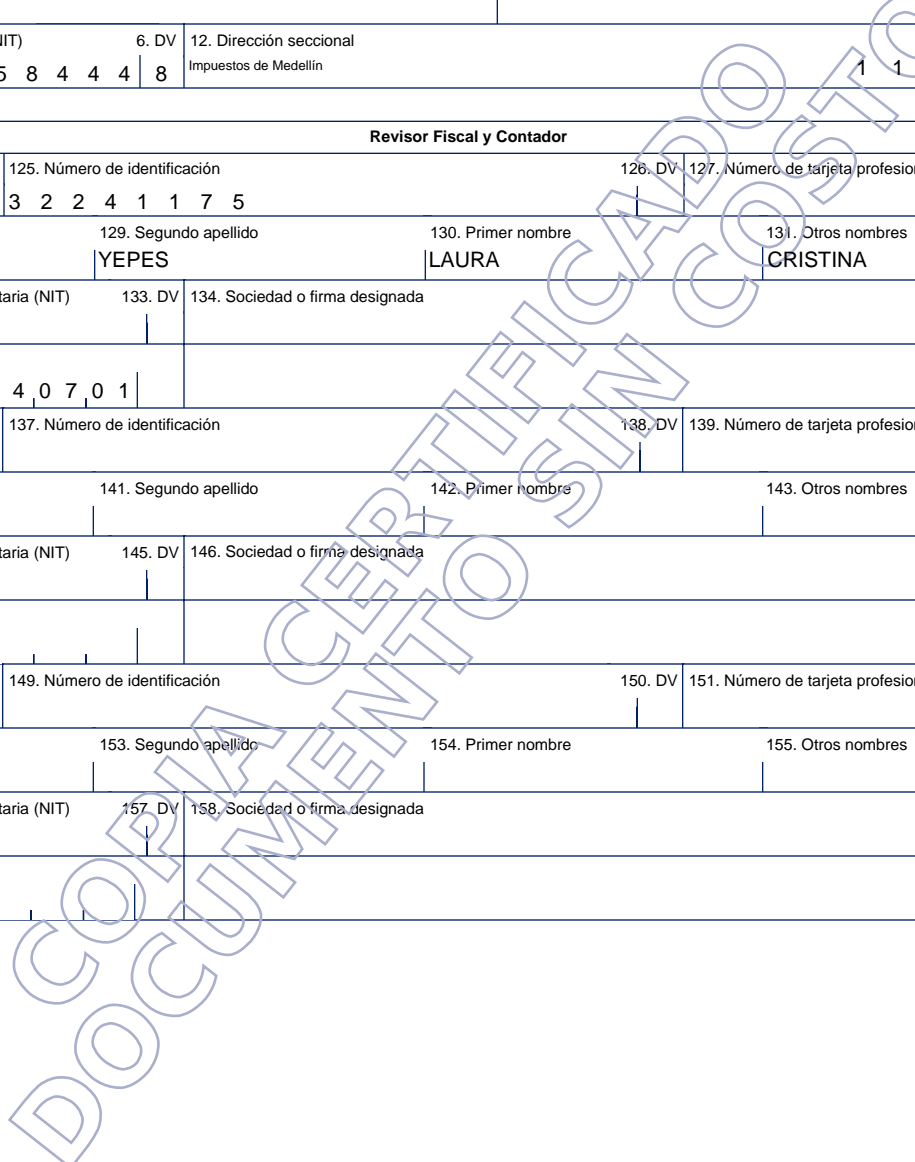 NIT) 6. DV 12. Dirección seccional
5 8 4 4 4 8 Impuestos de Medellín 1 1
Revisor Fiscal y Contador
125. Número de identificación 126. DV 127. Número de tarjeta profesion
3 2 2 4 1 1 7 5
129. Segundo apellido 130. Primer nombre 131. Otros nombres
YEPES LAURA CRISTINA
taria (NIT) 133. DV 134. Sociedad o firma designada
4 0 7 0 1
137. Número de identificación 138. DV 139. Número de tarjeta profesion
141. Segundo apellido 142. Primer nombre 143. Otros nombres
taria (NIT) 145. DV 146. Sociedad o firma designada
149. Número de identificación 150. DV 151. Número de tarjeta profesion
153. Segundo apellido 154. Primer nombre 155. Otros nombres
taria (NIT) 157. DV 158. Sociedad o firma designada
COPIA CERTIFICADO
DOCUMENTO SIN COSTO